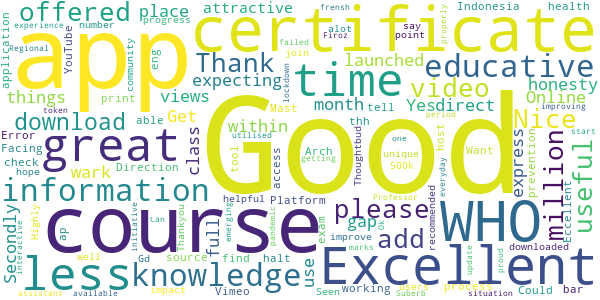 offered place attractive Indonesia health
application things YouTube community number progress print eng views Thank expecting launched say point frensh alot Firoz experience Regional join failed properly
app certificate
Yesdirect honesty time educative
download month video Online tell lockdown improving token
Error Facing check hope Get Mast Nice
great class within Good
able thh wark Direction Arch tool access Thoughtbud host unique 500k one getting Want period everyday prevention express million useful start
information
Secondly Highly interactive course please WHO
less knowledge full gap add Professor recommended downloaded Eccellent
ap initiative Can Thankyou helpful Platform emerging pandemic exam improve ok marks update proud
Gd source find halt use Excellent
assistant available well impact Vimeo Seen working users Suberb process situation Could bar utilised